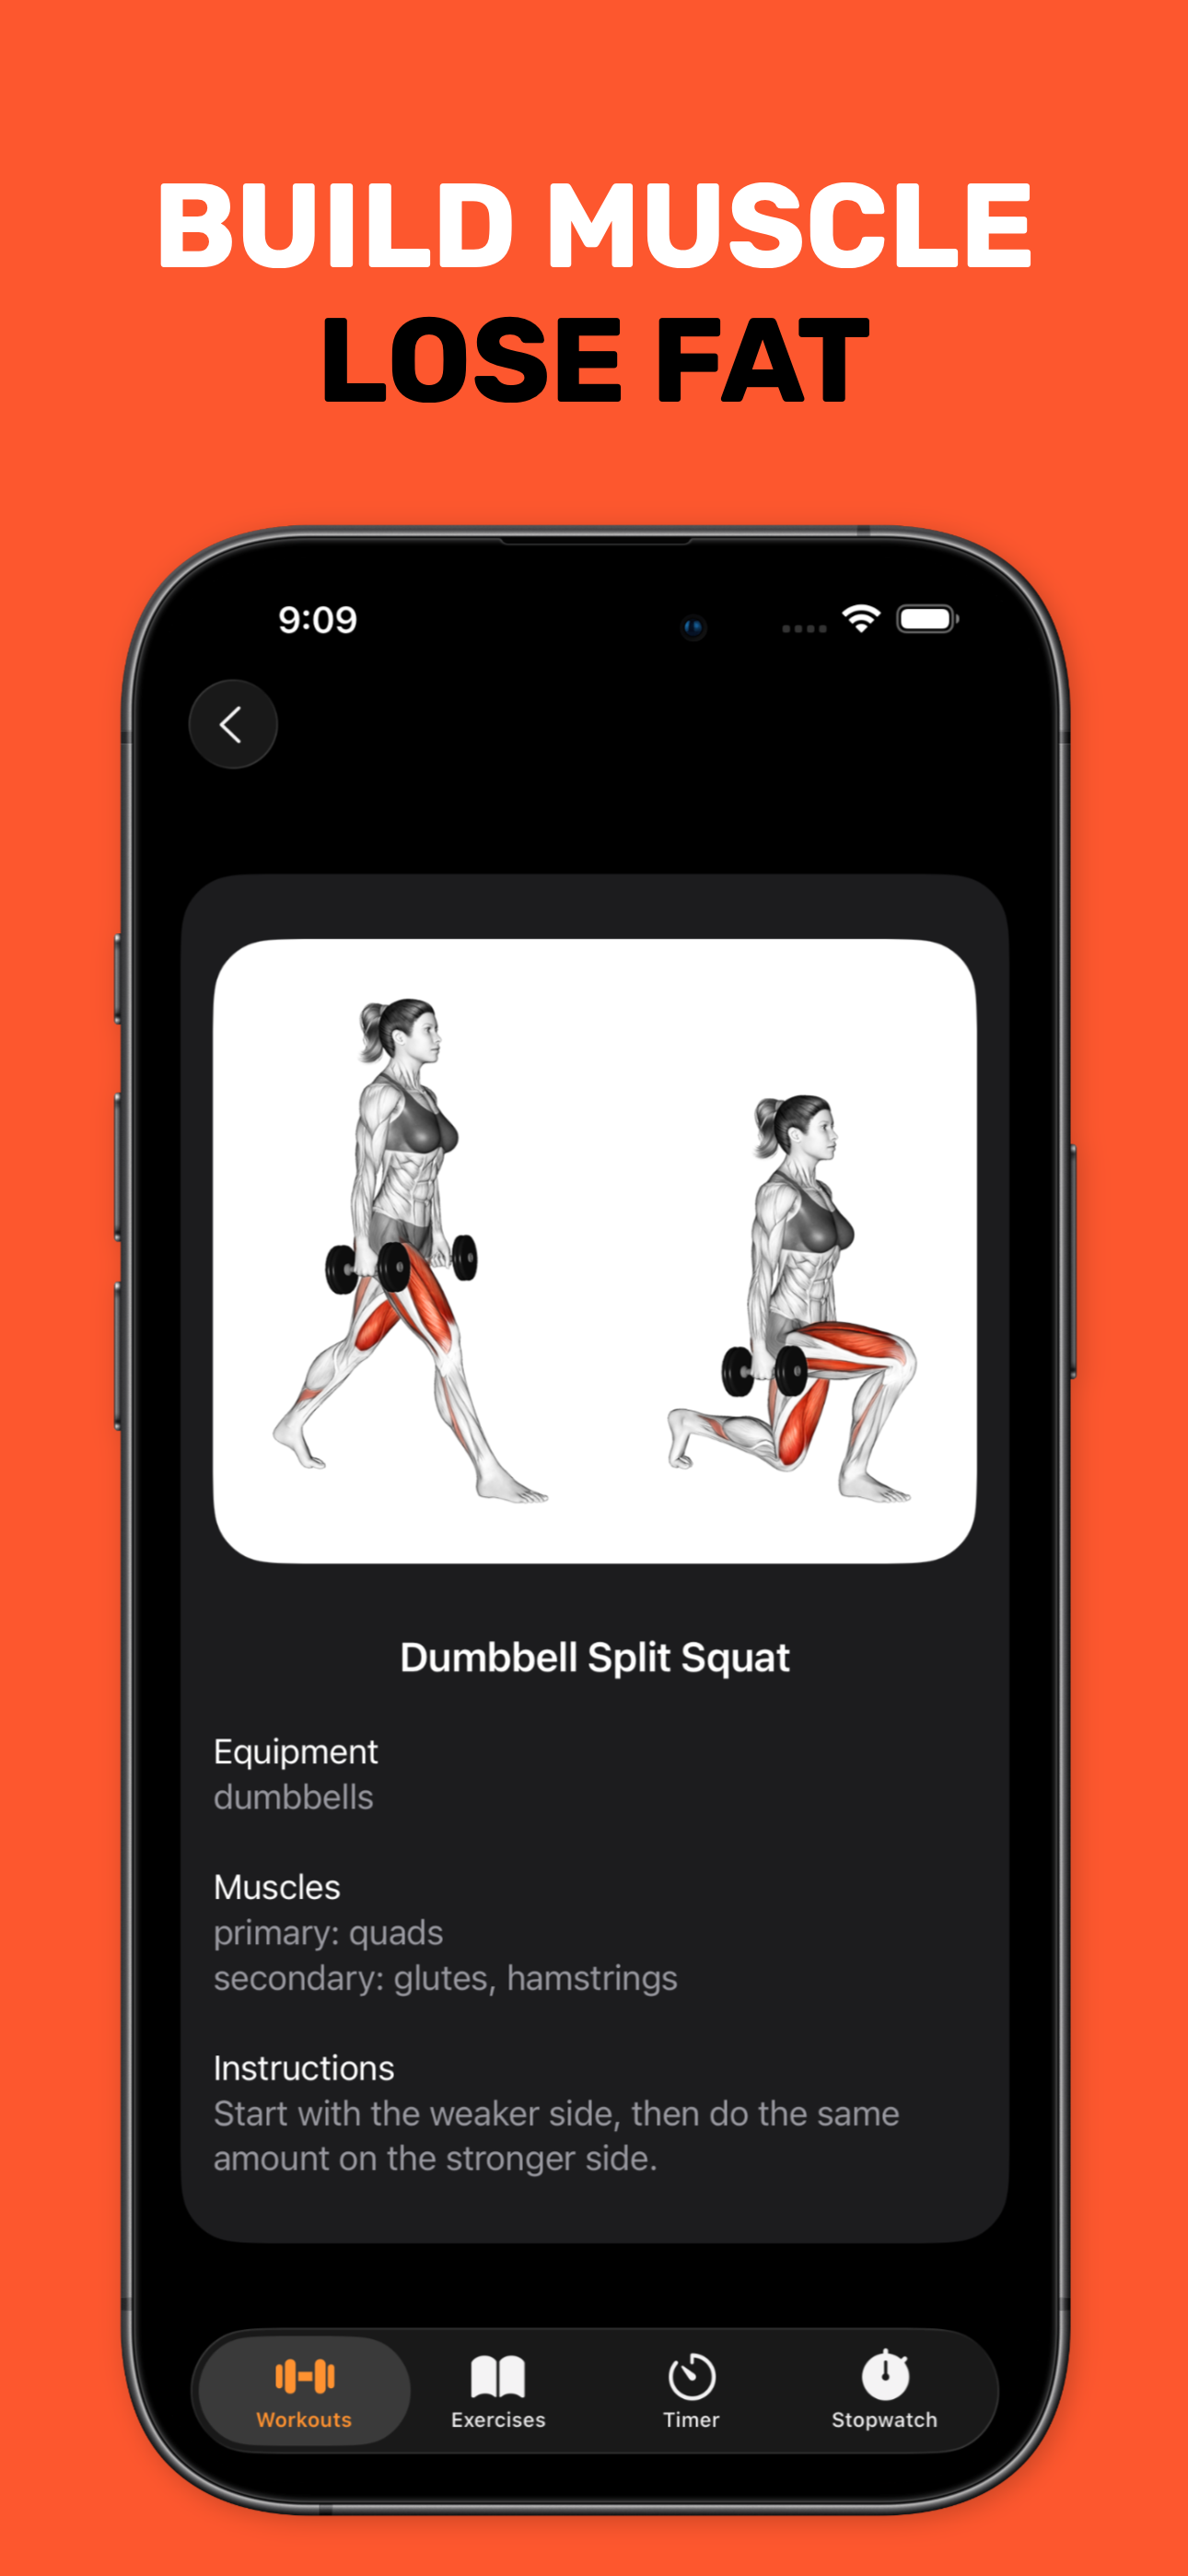 BUILD MUSCLE
LOSE FAT
9:09
Dumbbell Split Squat
Equipment
dumbbells
Muscles
primary: quads
secondary: glutes, hamstrings
Instructions
Start with the weaker side, then do the same
amount on the stronger side.
Workouts
Exercises
Timer
Stopwatch